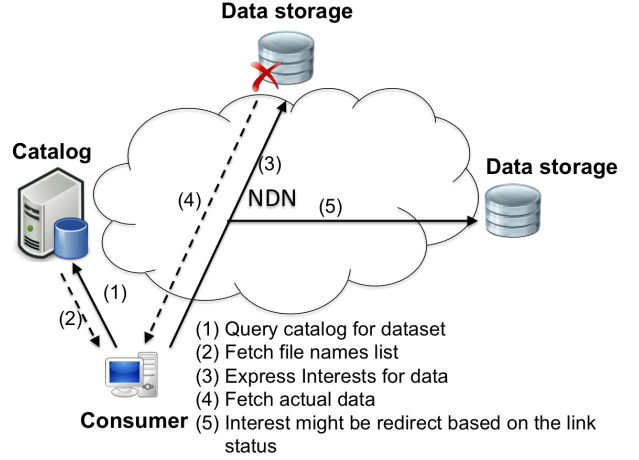 Data storage
Catalog
(3)
Data storage
(4)
NDN
(5)
(1)
(2)
(1) Query catalog for dataset
(2) Fetch file names list
(3) Express Interests for data
(4) Fetch actual data
Consumer
(5) Interest might be redirect based on the link
status